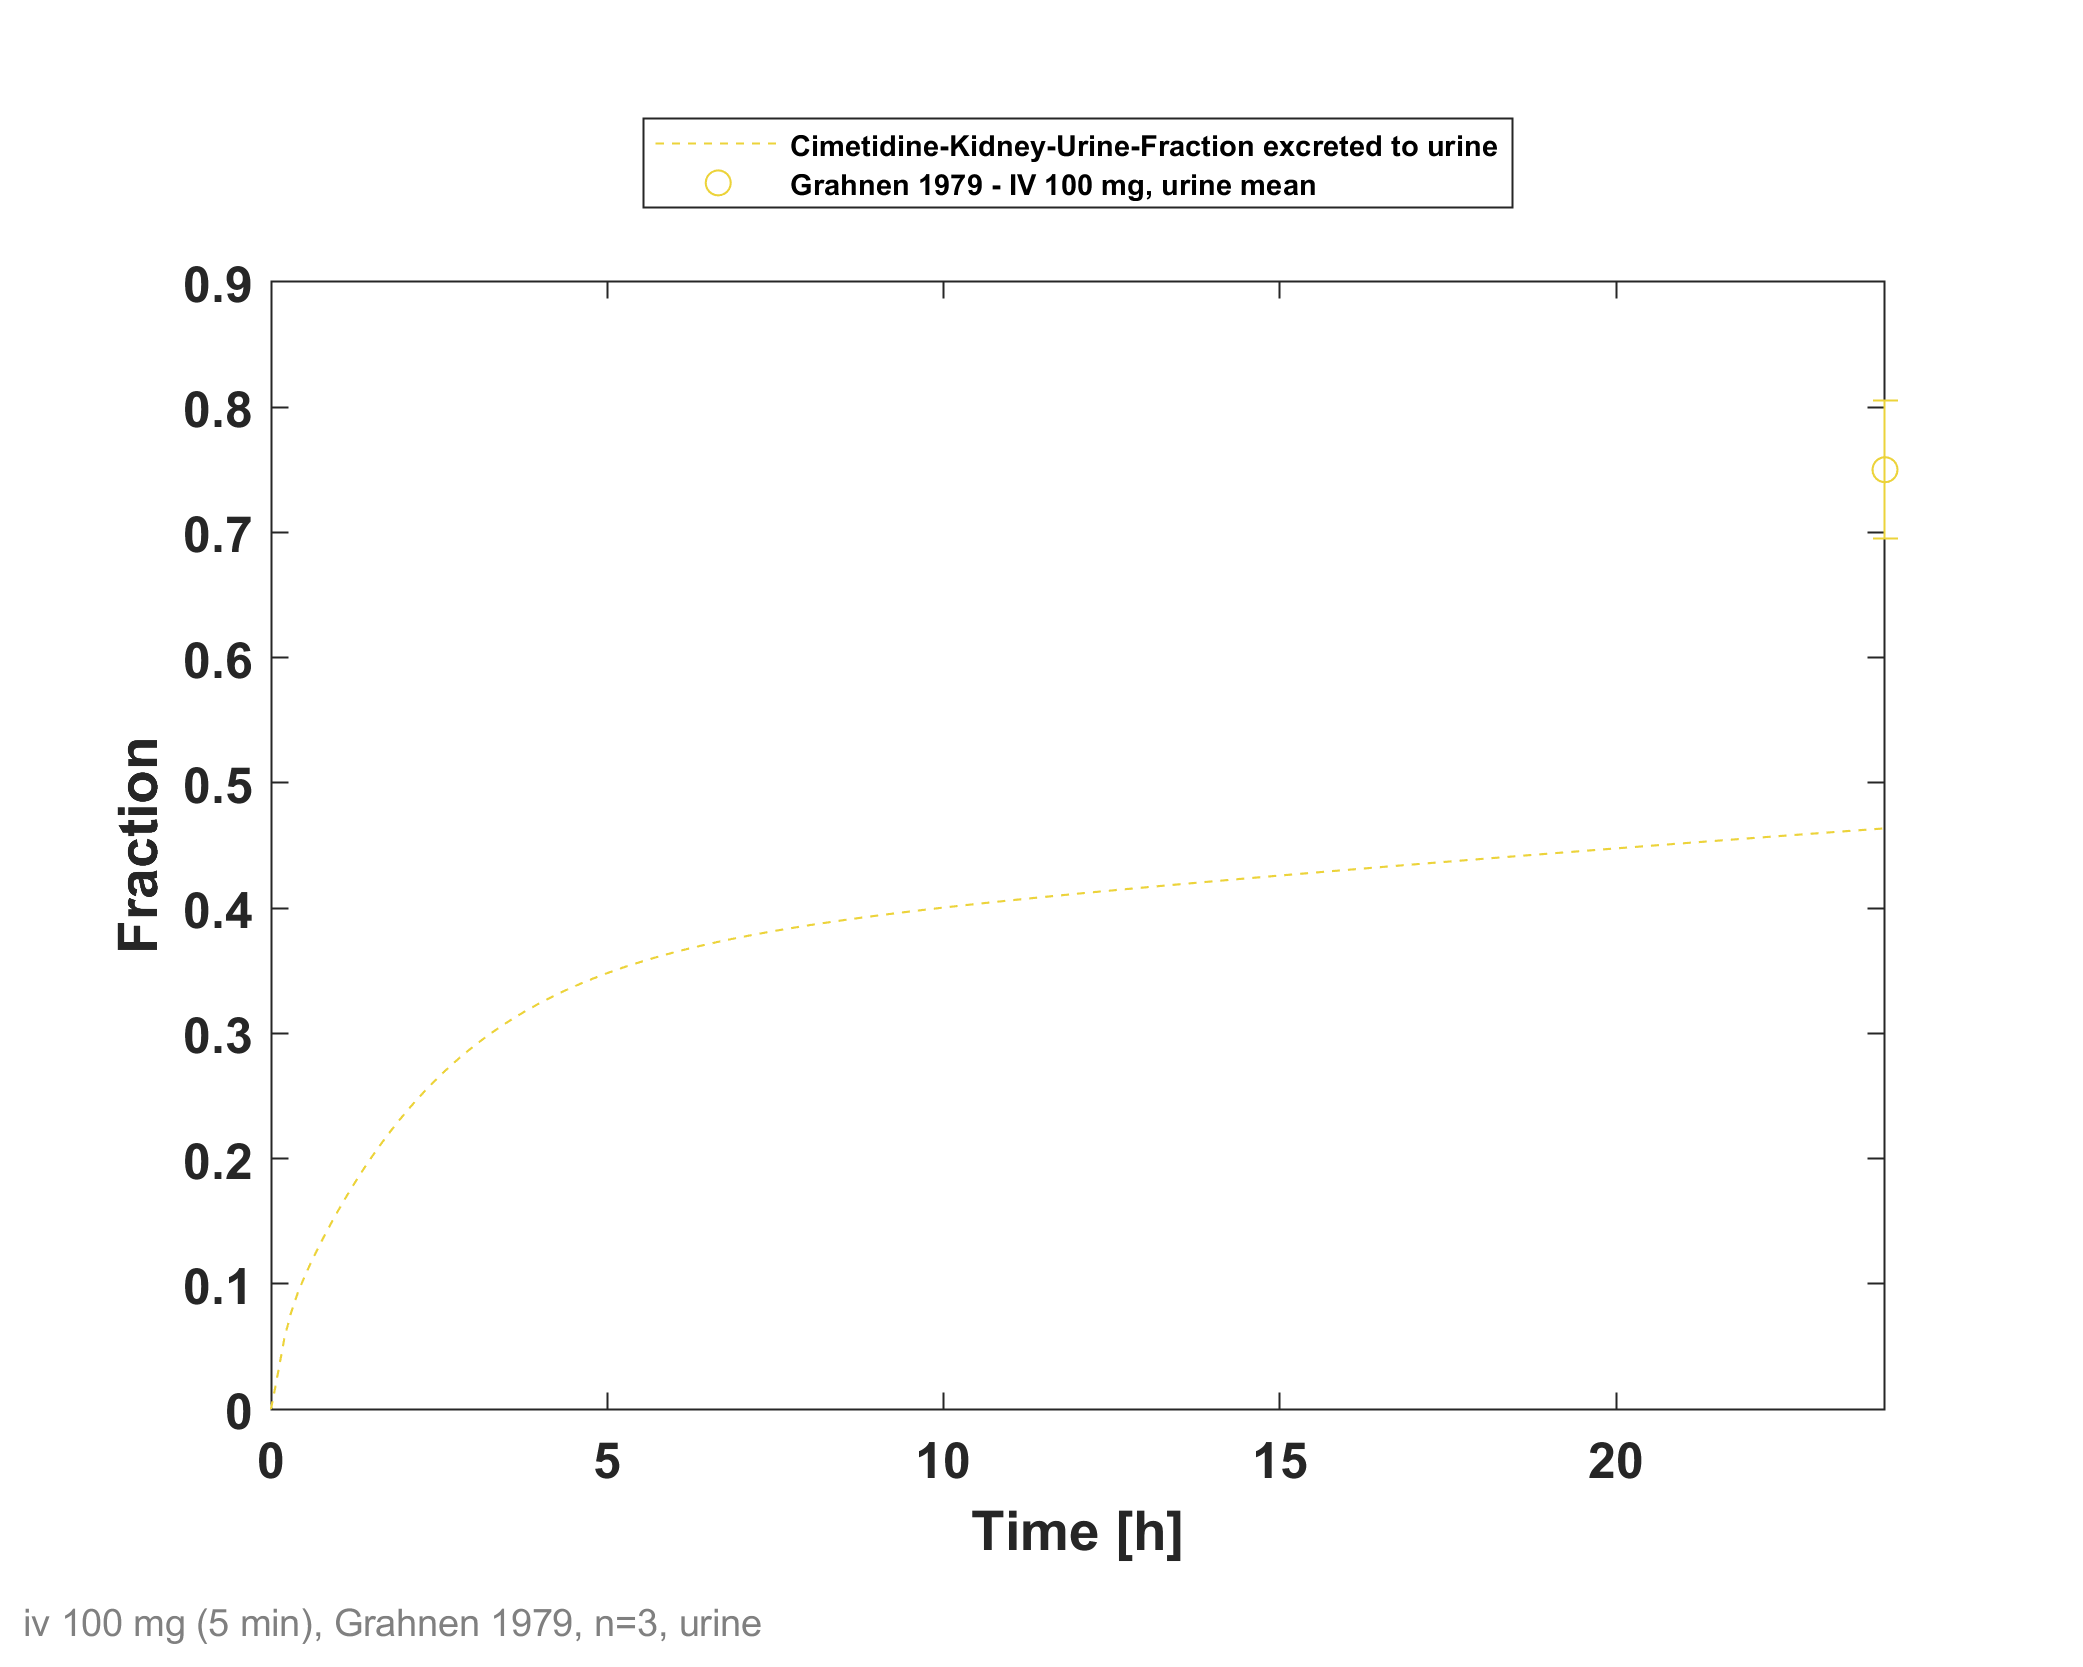 Cimetidine-Kidney-Urine-Fraction excreted to urine
Grahnen 1979 - IV 100 mg, urine mean
0.9
0.8
0.7
0.6
0.5
0.4
0.3
0.2
0.1
0
Fraction
0 5 10 15 20
Time [h]
iv 100 mg (5 min), Grahnen 1979, n=3, urine